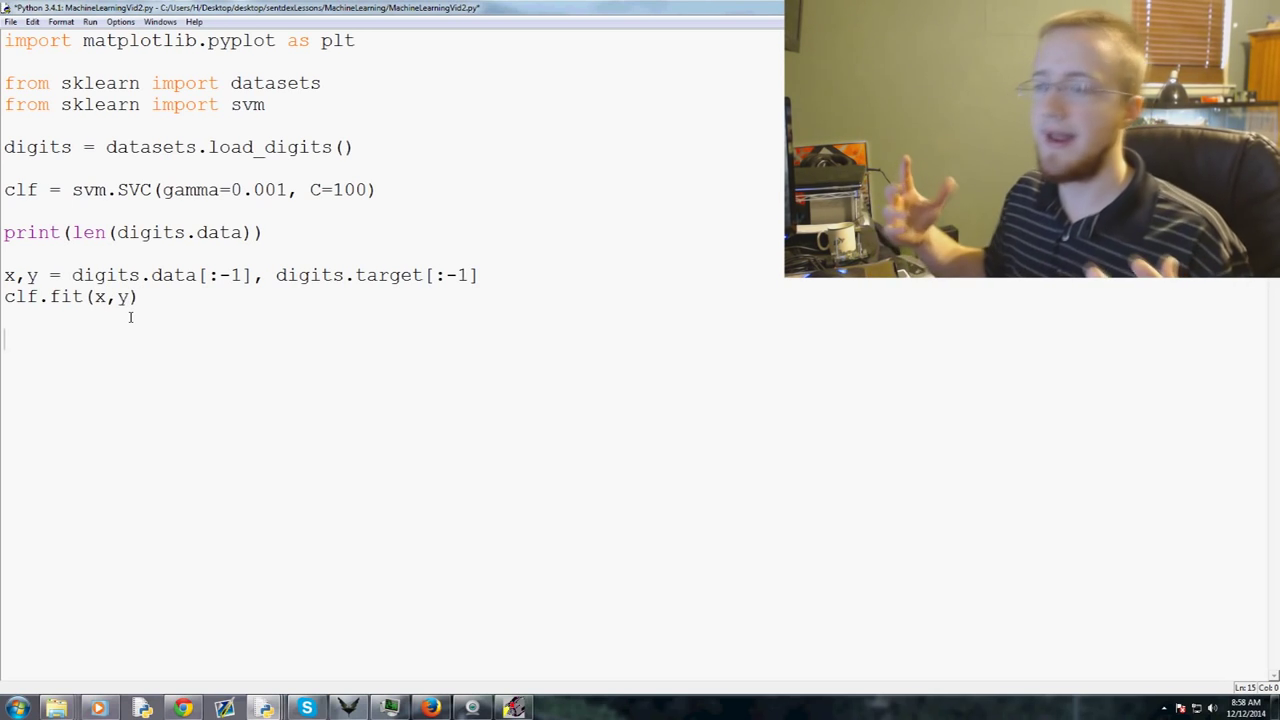 *Python 3.4.1: MachineLearningVid2.py - C:/Users/H/Desktop/desktop/sentdexLessons/MachineLearning/MachineLearningVid2.py*
File Edit Format Run Options Windows Help
import matplotlib.pyplot as plt
from sklearn import datasets
from sklearn import svm
digits = datasets.load_digits()
clf = svm.SVC(gamma=0.001, C=100)
print(len(digits.data))
x,y = digits.data[:-1], digits.target[:-1]
clf.fit(x,y)
Ln: 15 Col: 0
8:58 AM
12/12/2014